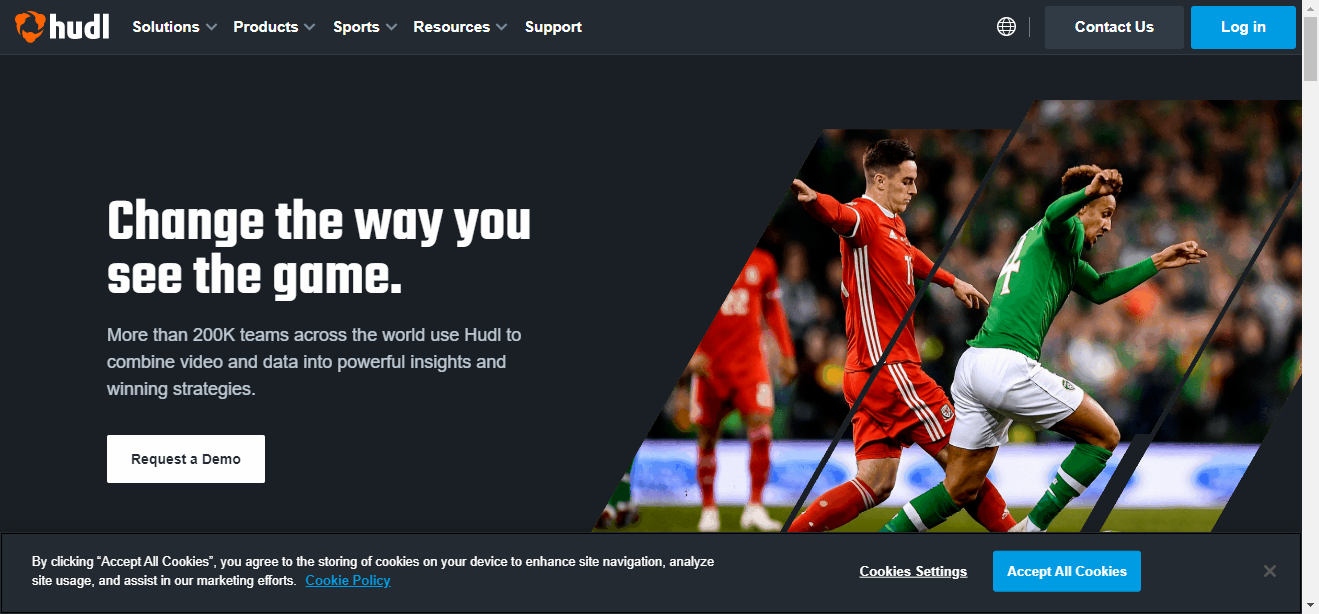 hudl Solutions Products Sports Resources Support Contact Us Log in
Change the way you
see the game.
More than 200K teams across the world use Hudl to
combine video and data into powerful insights and
winning strategies.
Request a Demo
By clicking “Accept All Cookies”, you agree to the storing of cookies on your device to enhance site navigation, analyze
site usage, and assist in our marketing efforts. Cookie Policy
Cookies Settings
Accept All Cookies